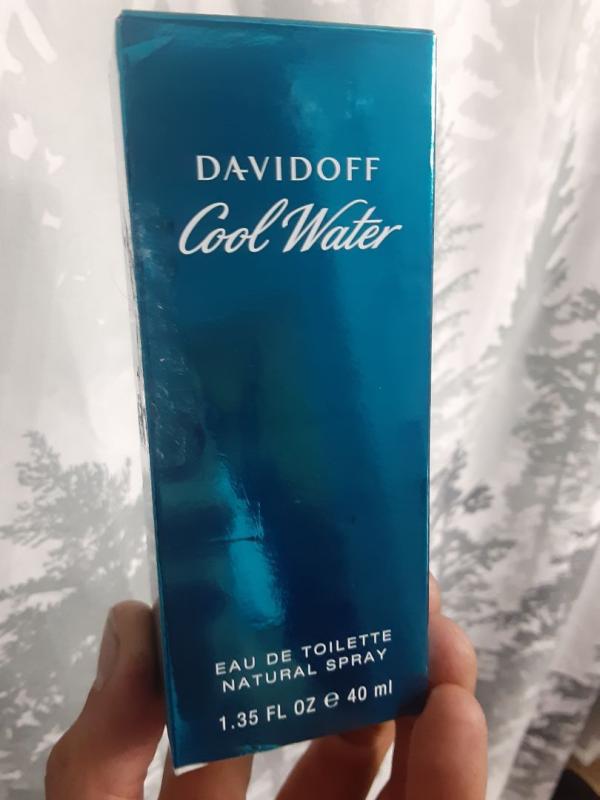 DAVIDOFF
Cool Water
EAU DE TOILETTE
NATURAL SPRAY
1.35 FL OZ ℮ 40 ml